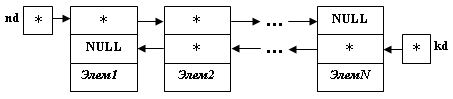 nd * * * ... NULL
NULL * ... * * kd
Элем1 Элем2 ЭлемN